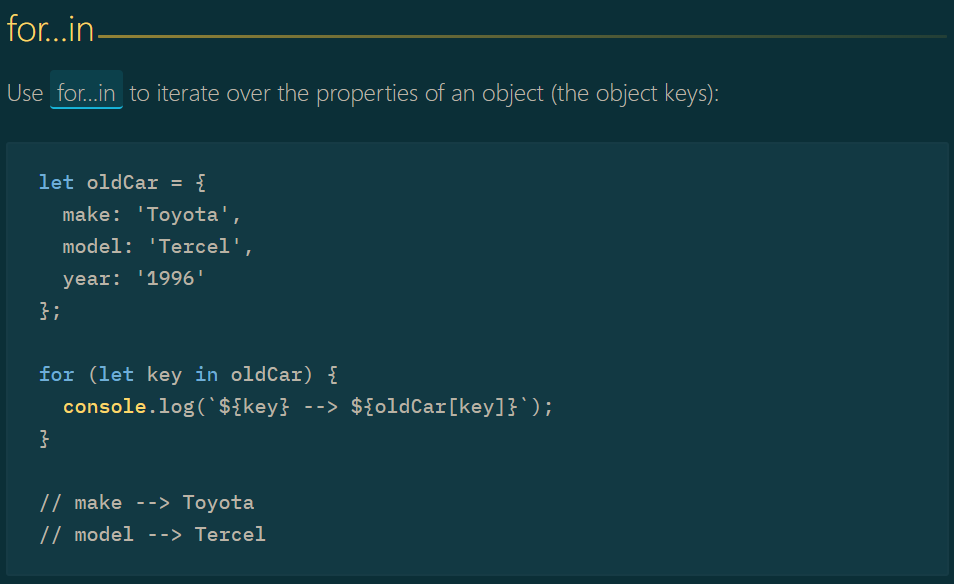 for...in
Use for...in to iterate over the properties of an object (the object keys):
let oldCar = {
  make: 'Toyota',
  model: 'Tercel',
  year: '1996'
};
for (let key in oldCar) {
  console.log(`${key} --> ${oldCar[key]}`);
}
// make --> Toyota
// model --> Tercel